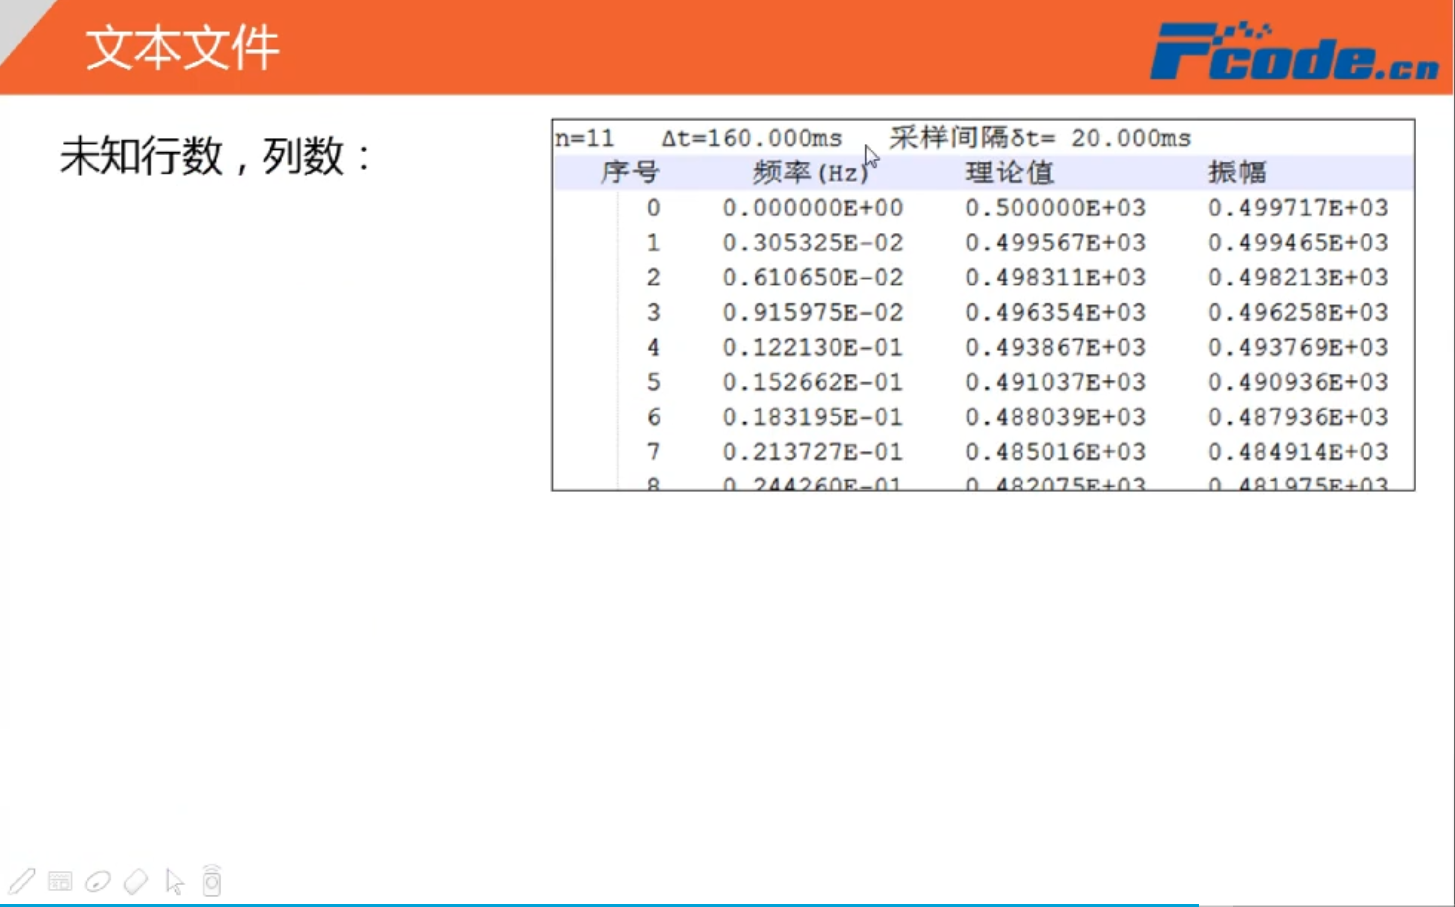 文本文件
Fcode.cn
未知行数，列数：
n=11 Δt=160.000ms 采样间隔δt= 20.000ms
序号 频率(Hz) 理论值 振幅
0 0.000000E+00 0.500000E+03 0.499717E+03
1 0.305325E-02 0.499567E+03 0.499465E+03
2 0.610650E-02 0.498311E+03 0.498213E+03
3 0.915975E-02 0.496354E+03 0.496258E+03
4 0.122130E-01 0.493867E+03 0.493769E+03
5 0.152662E-01 0.491037E+03 0.490936E+03
6 0.183195E-01 0.488039E+03 0.487936E+03
7 0.213727E-01 0.485016E+03 0.484914E+03
8 0.244260E-01 0.482075E+03 0.481975E+03